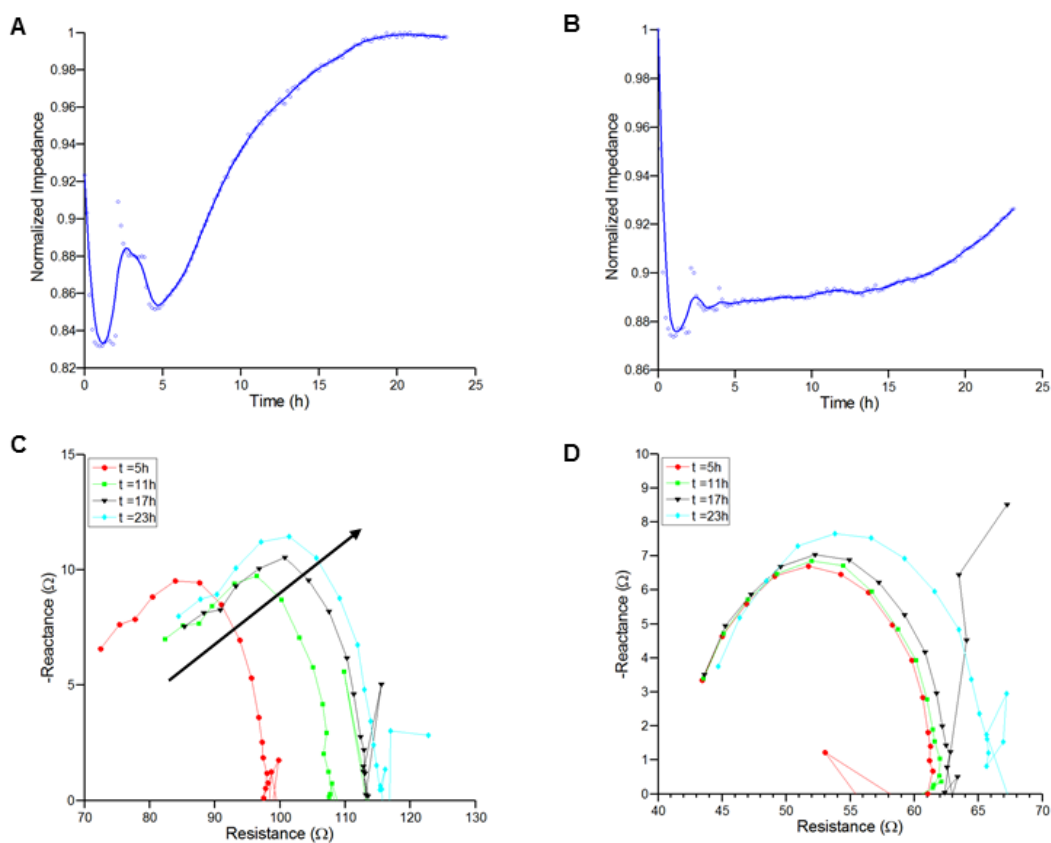 A
Normalized Impedance
1
0.98
0.96
0.94
0.92
0.9
0.88
0.86
0.84
0.82
0 5 10 15 20 25
Time (h)
B
Normalized Impedance
1
0.98
0.96
0.94
0.92
0.9
0.88
0.86
0 5 10 15 20 25
Time (h)
C
-Reactance (Ω)
15
10
5
0
t =5h
t =11h
t =17h
t =23h
70 80 90 100 110 120 130
Resistance (Ω)
D
-Reactance (Ω)
10
9
8
7
6
5
4
3
2
1
0
t =5h
t =11h
t =17h
t =23h
40 45 50 55 60 65 70
Resistance (Ω)